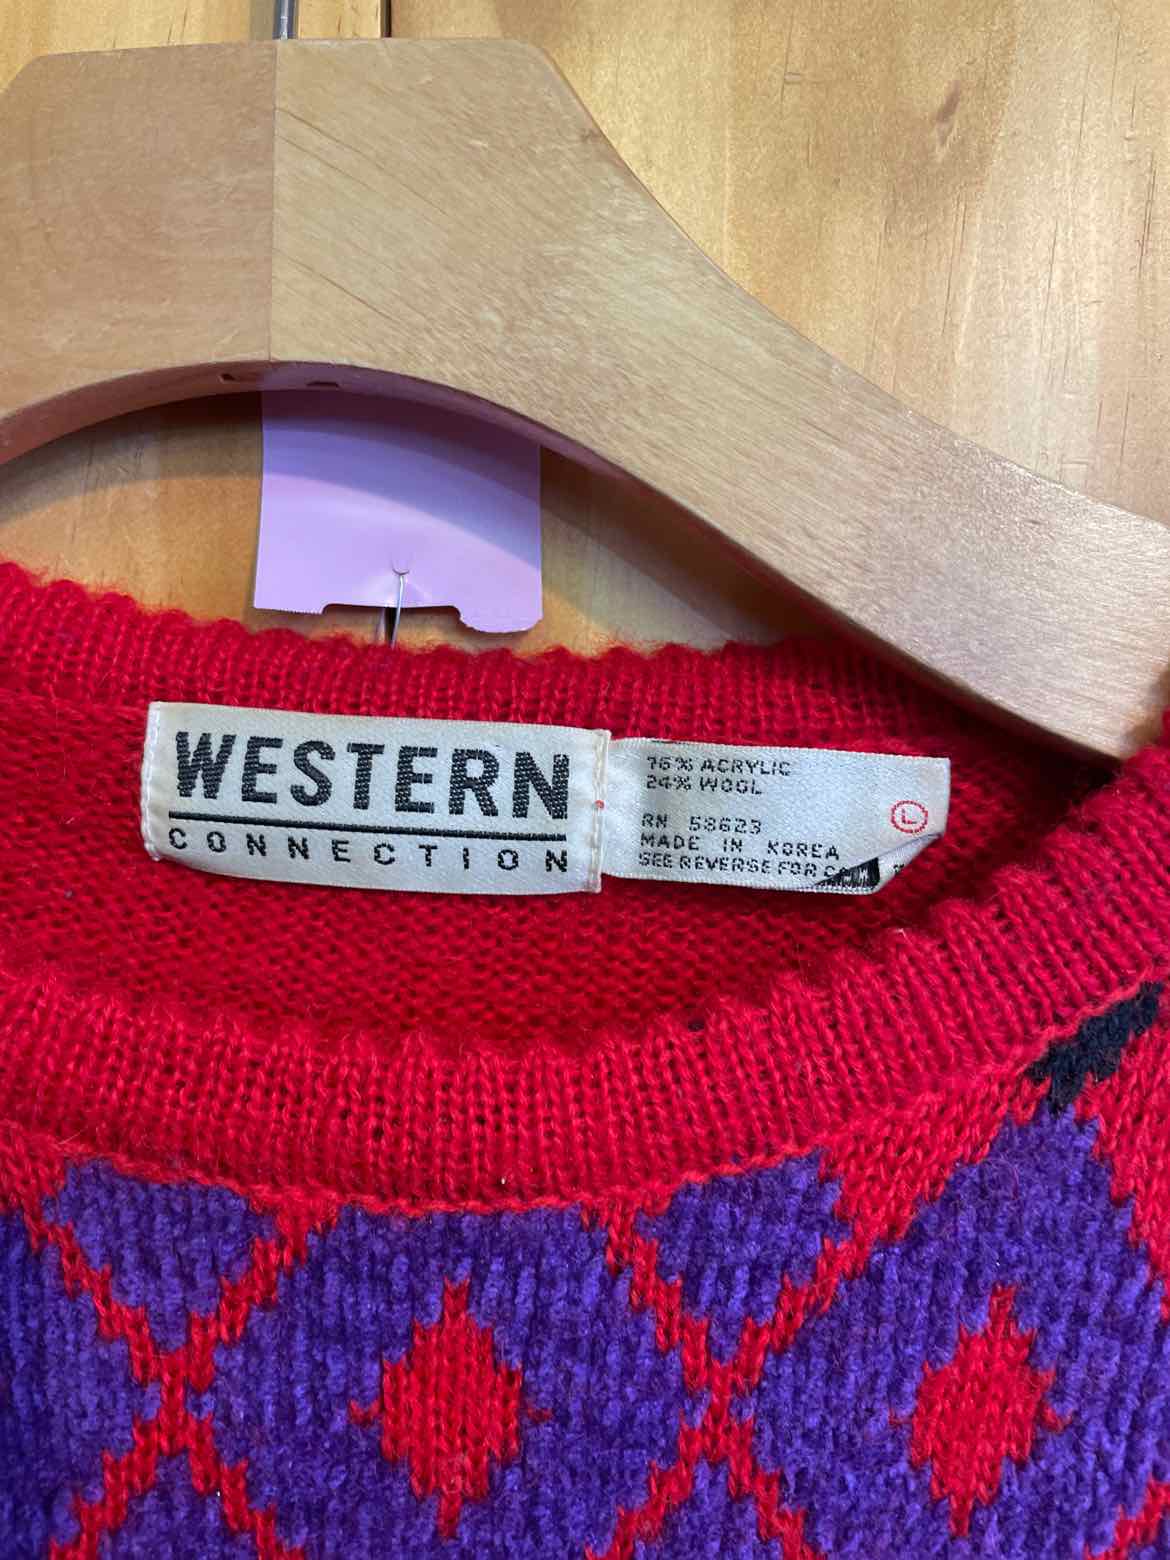 WESTERN
CONNECTION
76% ACRYLIC
24% WOOL
RN 58623
MADE IN KOREA
SEE REVERSE FOR
L